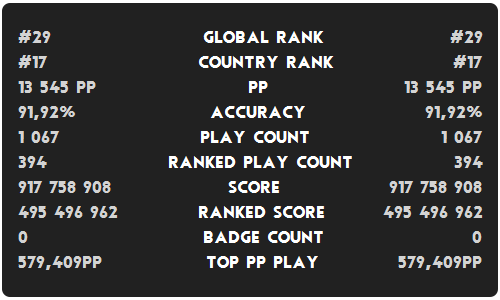 #29 GLOBAL RANK #29
#17 COUNTRY RANK #17
13 545 PP PP 13 545 PP
91,92% ACCURACY 91,92%
1 067 PLAY COUNT 1 067
394 RANKED PLAY COUNT 394
917 758 908 SCORE 917 758 908
495 496 962 RANKED SCORE 495 496 962
0 BADGE COUNT 0
579,409PP TOP PP PLAY 579,409PP